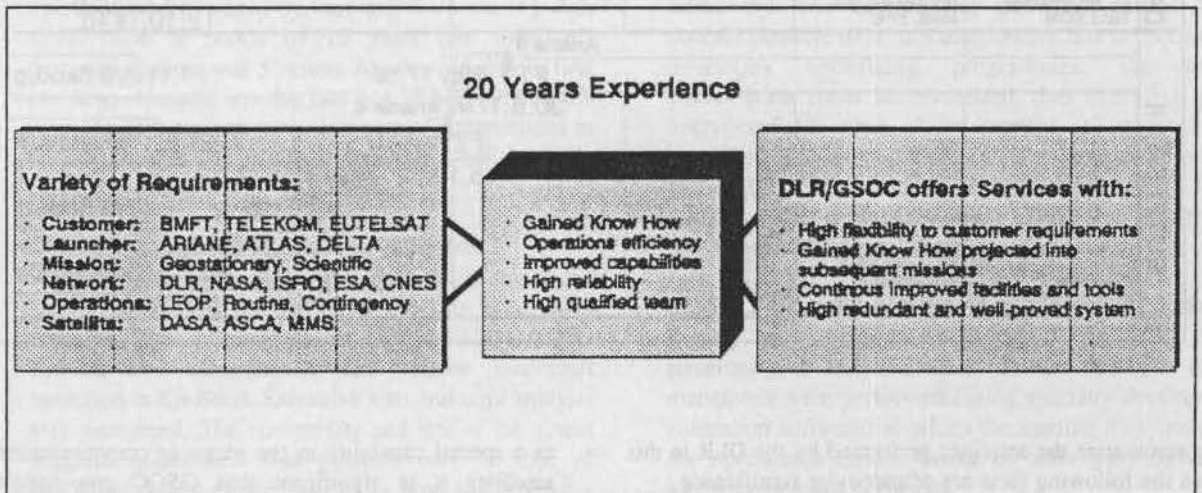 20 Years Experience
Variety of Requirements:
· Customer: BMFT, TELEKOM, EUTELSAT
· Launcher: ARIANE, ATLAS, DELTA
· Mission: Geostationary, Scientific
· Network: DLR, NASA, ISRO, ESA, CNES
· Operations: LEOP, Routine, Contingency
· Satellite: DASA, ASCA, MMS
· Gained Know How
· Operations efficiency
· Improved capabilities
· High reliability
· High qualified team
DLR/GSOC offers Services with:
· High flexibility to customer requirements
· Gained Know How projected into
subsequent missions
· Continous improved facilities and tools
· High redundant and well-proved system